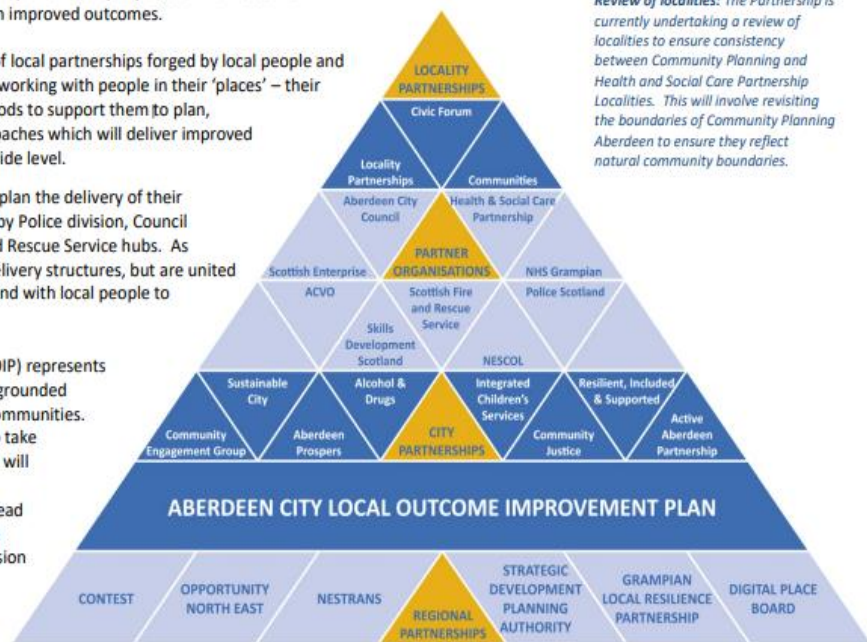 n improved outcomes.
of local partnerships forged by local people and
working with people in their ‘places’ – their
ods to support them to plan,
oaches which will deliver improved
ide level.
plan the delivery of their
by Police division, Council
d Rescue Service hubs. As
elivery structures, but are united
nd with local people to
OIP) represents
grounded
ommunities.
o take
will
ead
sion
Review of localities: The Partnership is
currently undertaking a review of
localities to ensure consistency
between Community Planning and
Health and Social Care Partnership
Localities. This will involve revisiting
the boundaries of Community Planning
Aberdeen to ensure they reflect
natural community boundaries.
LOCALITY
PARTNERSHIPS
Civic Forum
Locality
Partnerships
Communities
Aberdeen City
Council
Health & Social Care
Partnership
Scottish Enterprise
PARTNER
ORGANISATIONS
NHS Grampian
ACVO
Skills
Development
Scotland
Scottish Fire
and Rescue
Service
NESCOL
Police Scotland
Community
Engagement Group
Sustainable
City
Aberdeen
Prospers
Alcohol &
Drugs
CITY
PARTNERSHIPS
Integrated
Children’s
Services
Community
Justice
Resilient, Included
& Supported
Active
Aberdeen
Partnership
ABERDEEN CITY LOCAL OUTCOME IMPROVEMENT PLAN
CONTEST
OPPORTUNITY
NORTH EAST
NESTRANS
REGIONAL
PARTNERSHIPS
STRATEGIC
DEVELOPMENT
PLANNING
AUTHORITY
GRAMPIAN
LOCAL RESILIENCE
PARTNERSHIP
DIGITAL PLACE
BOARD